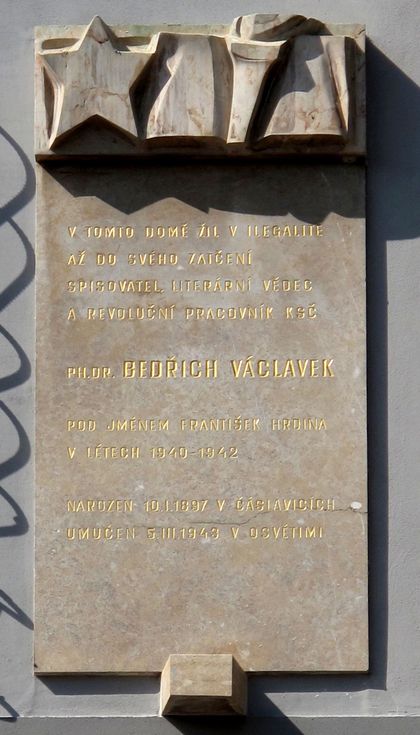 V TOMTO DOMĚ ŽIL V ILEGALITĚ
AŽ DO SVÉHO ZATČENÍ
SPISOVATEL, LITERÁRNÍ VĚDEC
A REVOLUČNÍ PRACOVNÍK KSČ
PH.DR. BEDŘICH VÁCLAVEK
POD JMÉNEM FRANTIŠEK HRDINA
V LÉTECH 1940-1942
NAROZEN 10.I.1897 V ČÁSLAVICÍCH
UMUČEN 5.III.1943 V OSVĚTIMI